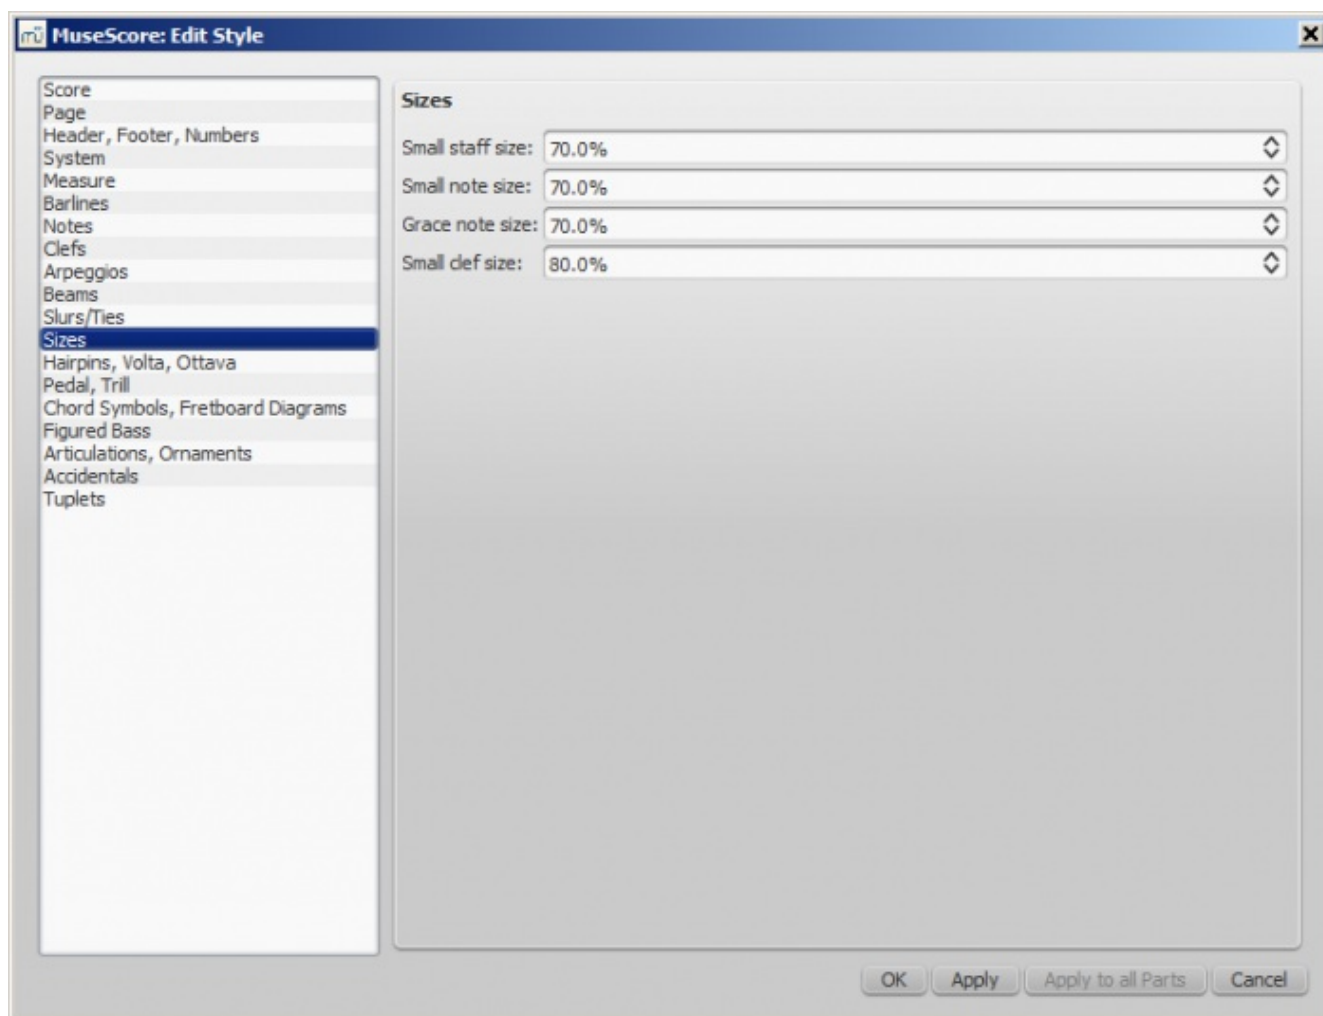 mü MuseScore: Edit Style
Score
Page
Header, Footer, Numbers
System
Measure
Barlines
Notes
Clefs
Arpeggios
Beams
Slurs/Ties
Sizes
Hairpins, Volta, Ottava
Pedal, Trill
Chord Symbols, Fretboard Diagrams
Figured Bass
Articulations, Ornaments
Accidentals
Tuplets
Sizes
Small staff size: 70.0%
Small note size: 70.0%
Grace note size: 70.0%
Small clef size: 80.0%
OK Apply Apply to all Parts Cancel